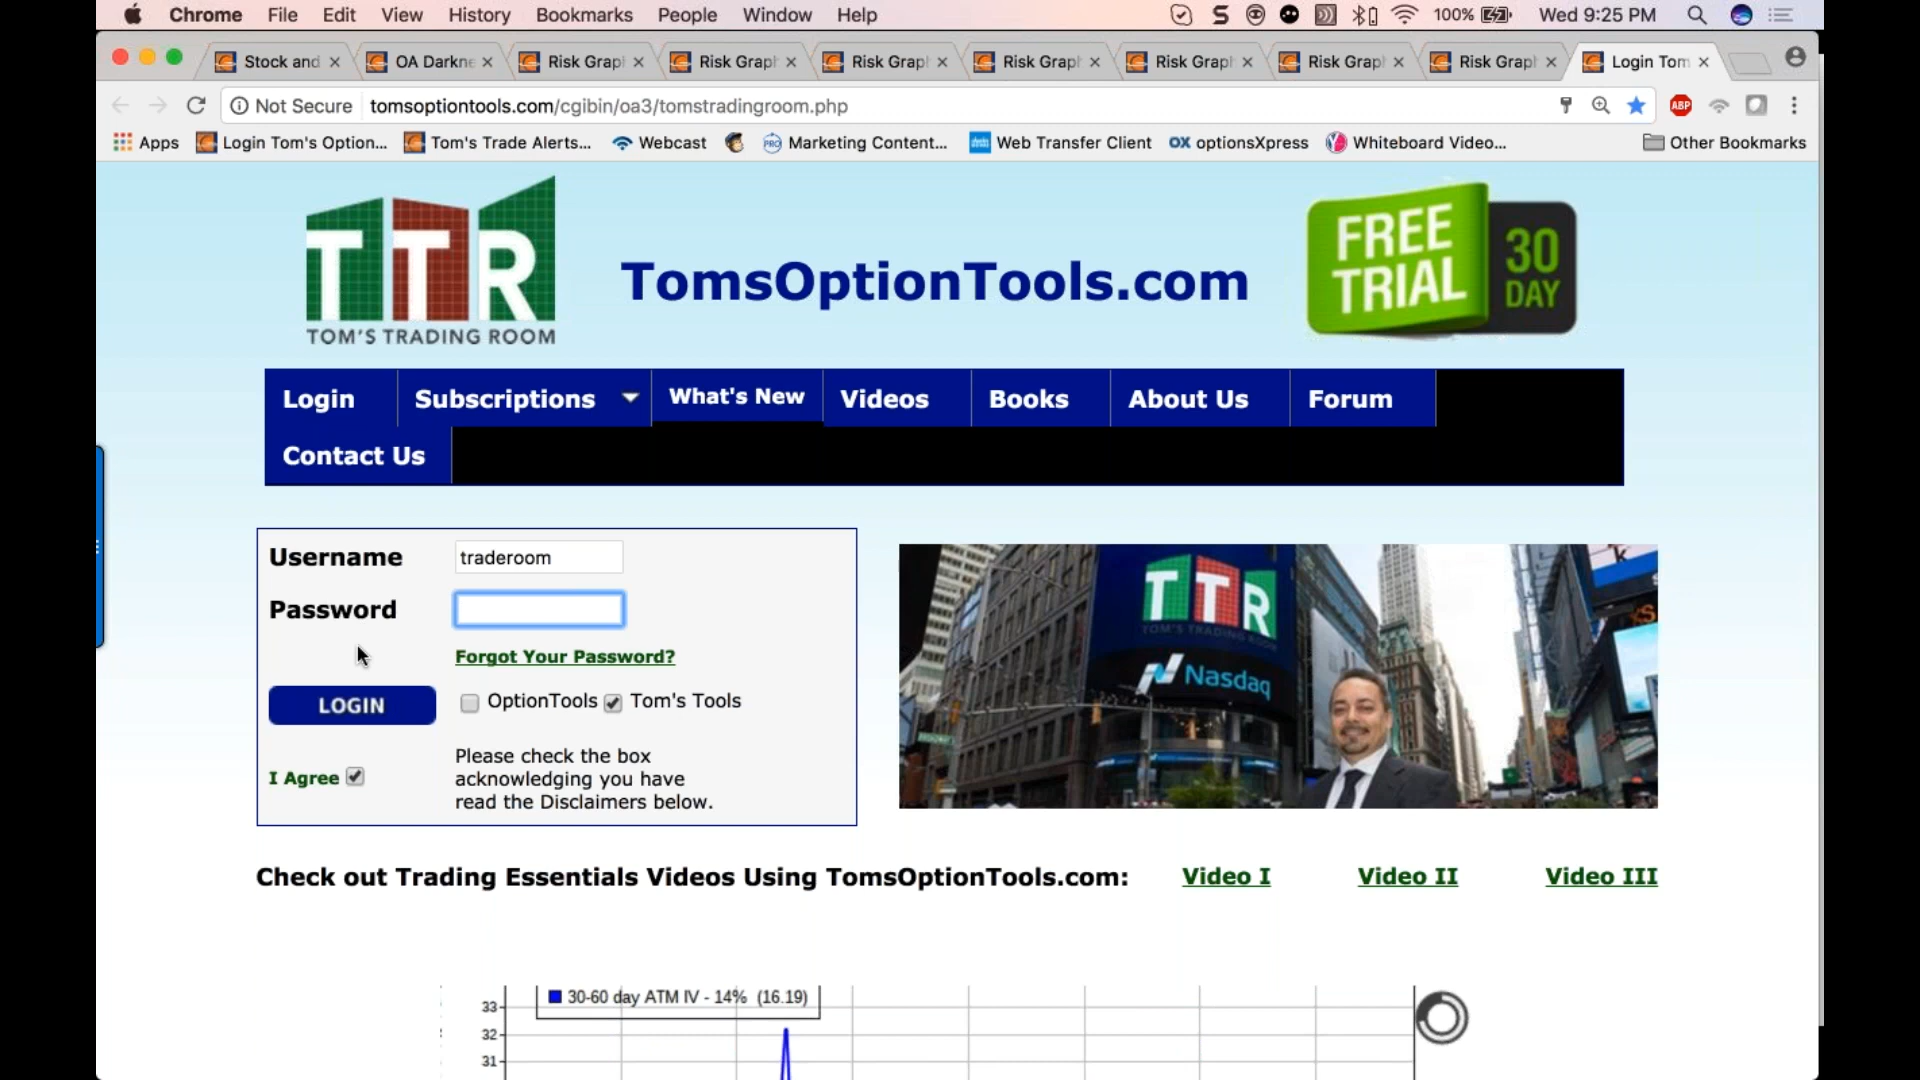 Chrome File Edit View History Bookmarks People Window Help 100% Wed 9:25 PM
Stock and OA Darkne Risk Grap Risk Grap Risk Grap Risk Grap Risk Grap Risk Grap Risk Grap Login Tom
Not Secure tomsoptiontools.com/cgibin/oa3/tomstradingroom.php ABP
Apps Login Tom's Option... Tom's Trade Alerts... Webcast PRO Marketing Content... Web Transfer Client OX optionsXpress Whiteboard Video... Other Bookmarks
TTR
TOM'S TRADING ROOM
TomsOptionTools.com
FREE
TRIAL
30
DAY
Login Subscriptions What's New Videos Books About Us Forum
Contact Us
Username traderoom
Password
Forgot Your Password?
LOGIN OptionTools Tom's Tools
I Agree
Please check the box
acknowledging you have
read the Disclaimers below.
TTR
TOM'S TRADING ROOM
Nasdaq
Check out Trading Essentials Videos Using TomsOptionTools.com: Video I Video II Video III
30-60 day ATM IV - 14% (16.19)
33
32
31